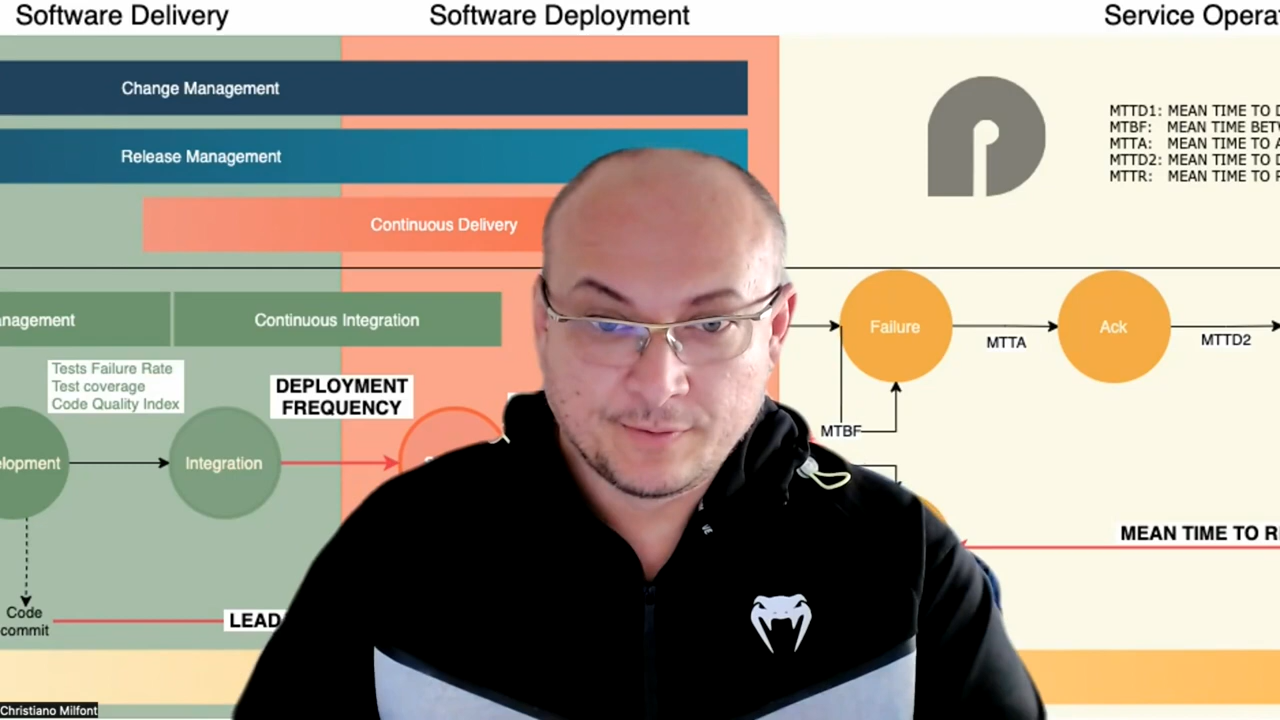 Software Delivery
Software Deployment
Service Opera
Change Management
Release Management
MTTD1: MEAN TIME TO D
MTBF: MEAN TIME BETW
MTTA: MEAN TIME TO A
MTTD2: MEAN TIME TO D
MTTR: MEAN TIME TO R
Continuous Delivery
anagement
Continuous Integration
Failure
MTTA
Ack
MTTD2
Tests Failure Rate
Test coverage
Code Quality Index
DEPLOYMENT
FREQUENCY
MTBF
elopment
Integration
MEAN TIME TO R
Code
commit
LEAD
Christiano Milfont